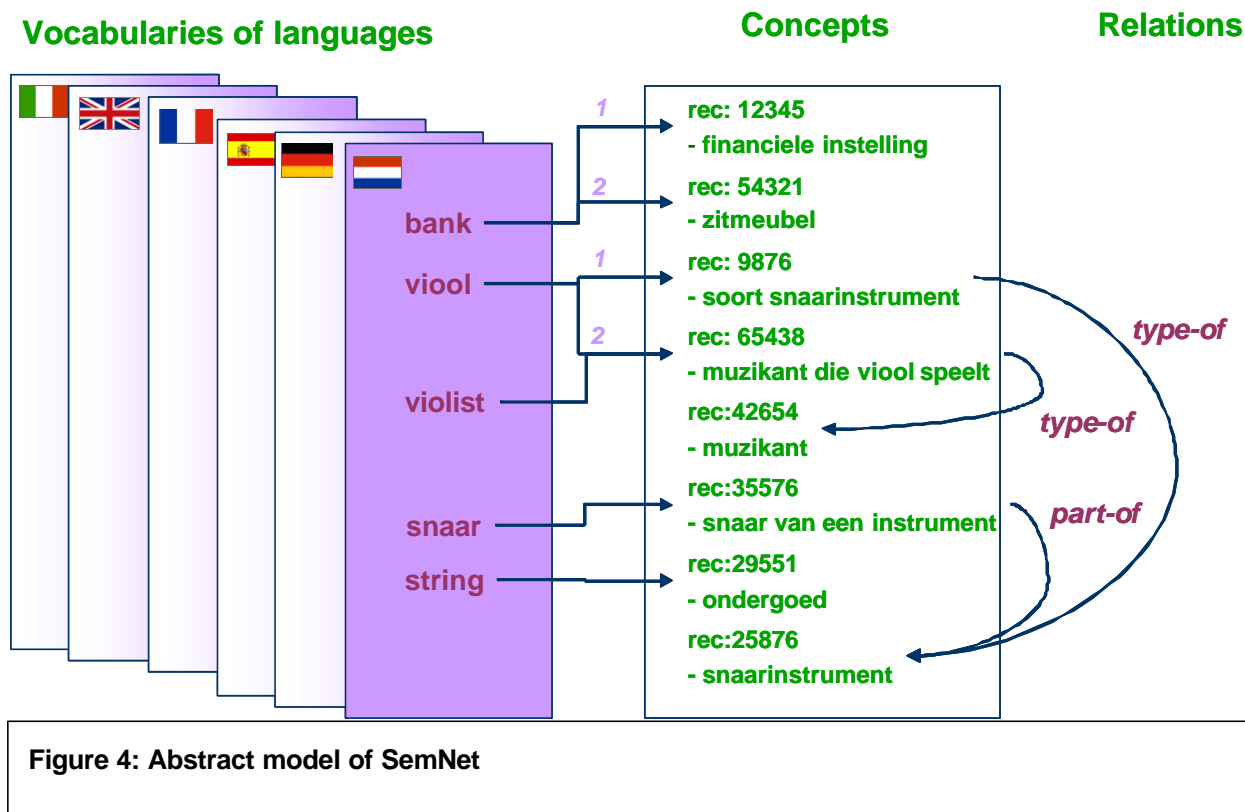 Vocabularies of languages
Concepts
Relations
bank
viool
violist
snaar
string
1
2
1
2
rec: 12345
- financiele instelling
rec: 54321
- zitmeubel
rec: 9876
- soort snaarinstrument
rec: 65438
- muzikant die viool speelt
rec:42654
- muzikant
rec:35576
- snaar van een instrument
rec:29551
- ondergoed
rec:25876
- snaarinstrument
type-of
type-of
part-of
Figure 4: Abstract model of SemNet